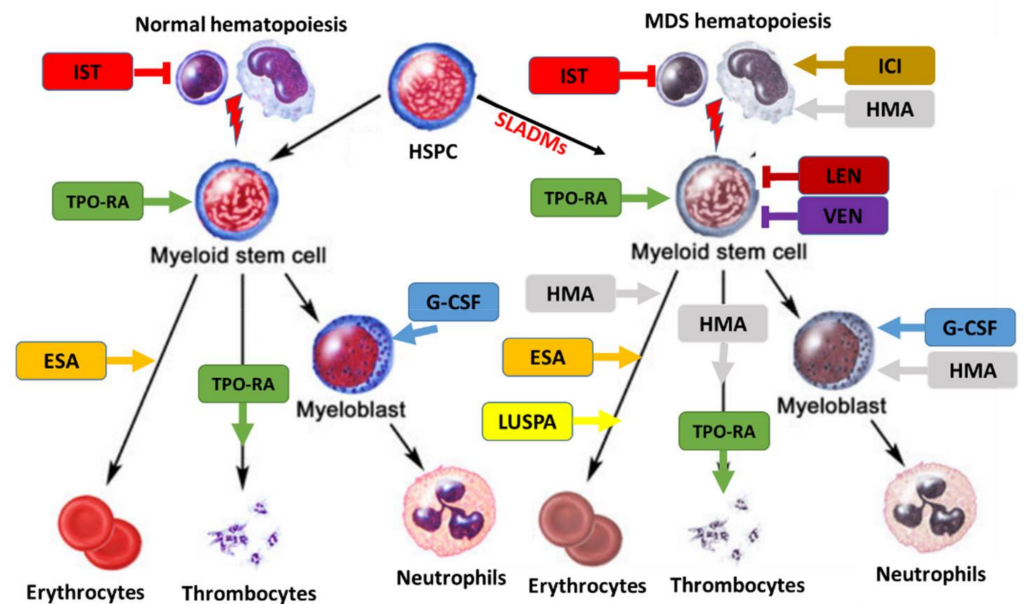 Normal hematopoiesis
MDS hematopoiesis
IST
HSPC
SLADMs
IST
ICI
HMA
TPO-RA
Myeloid stem cell
TPO-RA
LEN
VEN
Myeloid stem cell
ESA
TPO-RA
G-CSF
Myeloblast
HMA
HMA
ESA
LUSPA
TPO-RA
G-CSF
HMA
Myeloblast
Erythrocytes
Thrombocytes
Neutrophils
Erythrocytes
Thrombocytes
Neutrophils